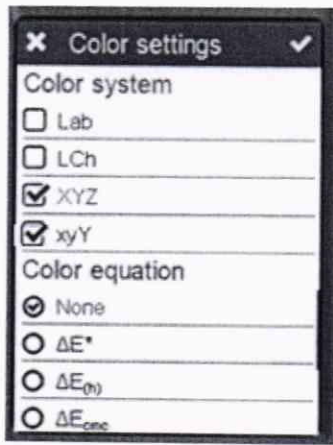 Color settings
Color system
Lab
LCh
XYZ
xyY
Color equation
None
ΔE*
ΔE(h)
ΔEcmc